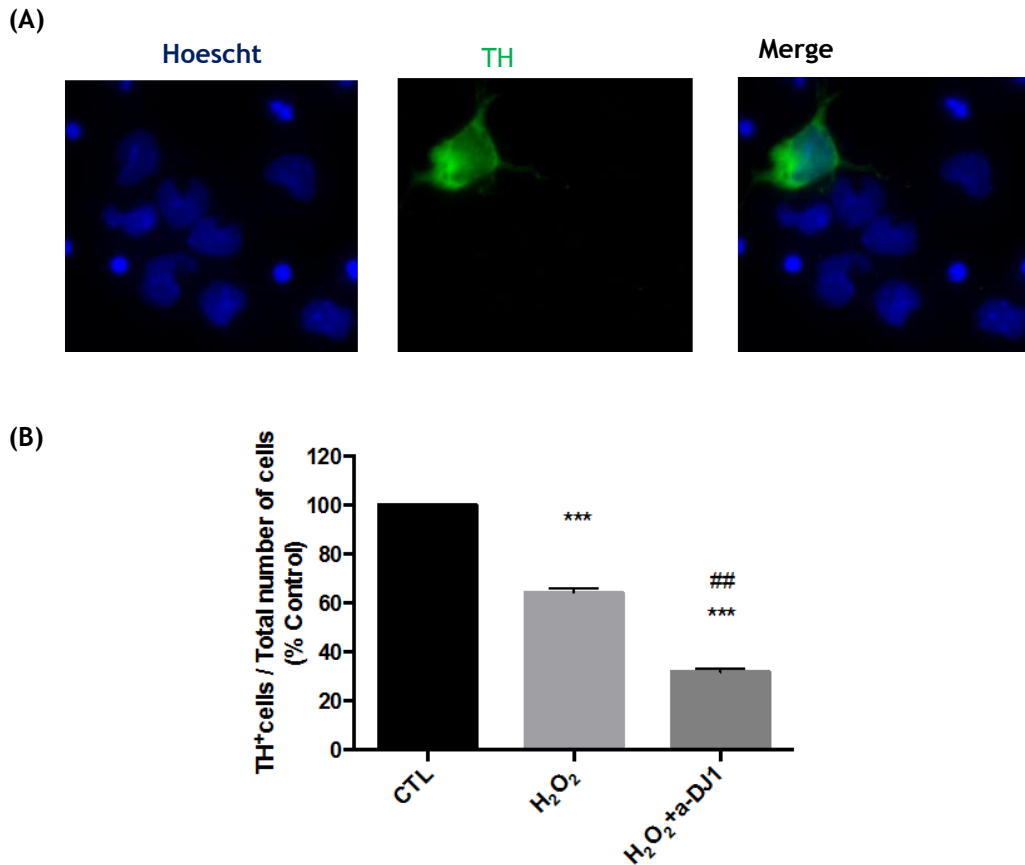 (A)
Hoescht
TH
Merge
(B)
TH⁺cells / Total number of cells
(% Control)
120
100
80
60
40
20
0
***
##
***
CTL
H₂O₂
H₂O₂+a-DJ1